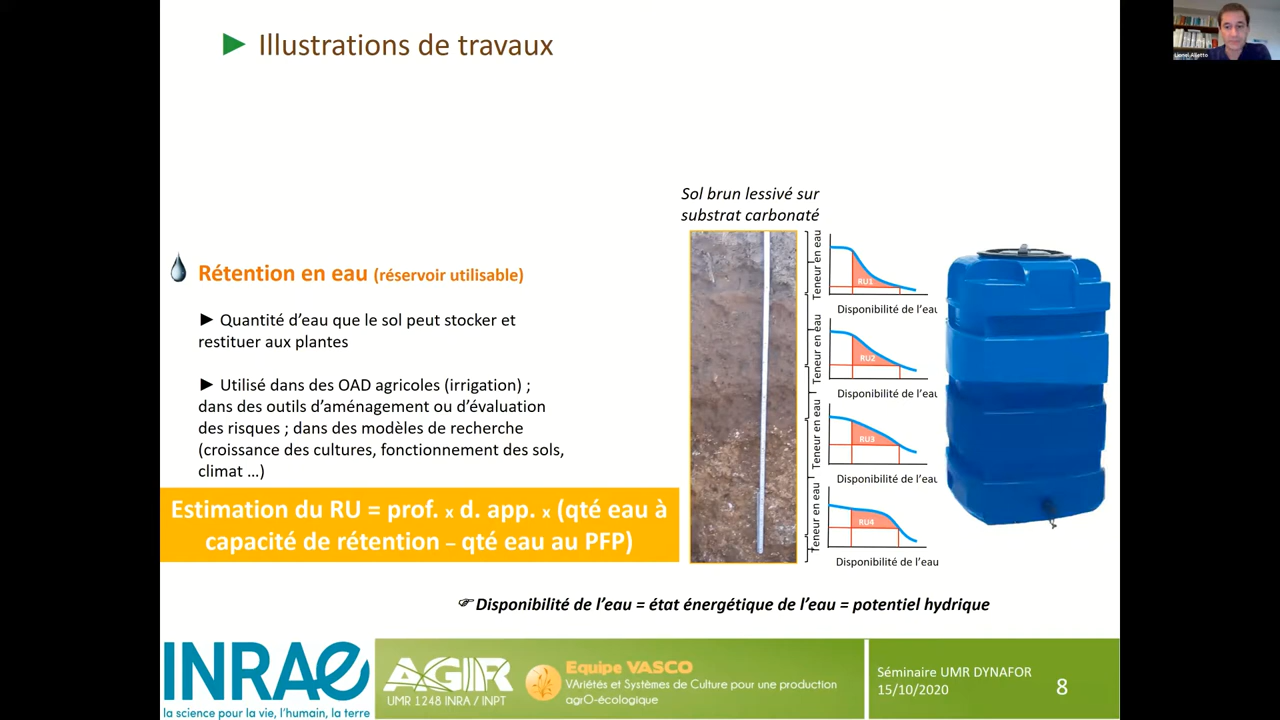 ► Illustrations de travaux
Lionel Alletto
Sol brun lessivé sur
substrat carbonaté
Rétention en eau (réservoir utilisable)
► Quantité d’eau que le sol peut stocker et
restituer aux plantes
► Utilisé dans des OAD agricoles (irrigation) ;
dans des outils d’aménagement ou d’évaluation
des risques ; dans des modèles de recherche
(croissance des cultures, fonctionnement des sols,
climat …)
Estimation du RU = prof. x d. app. x (qté eau à
capacité de rétention – qté eau au PFP)
Teneur en eau
RU1
Disponibilité de l’eau
Teneur en eau
RU2
Disponibilité de l’eau
Teneur en eau
RU3
Disponibilité de l’eau
Teneur en eau
RU4
Disponibilité de l’eau
☞ Disponibilité de l’eau = état énergétique de l’eau = potentiel hydrique
INRAE
la science pour la vie, l’humain, la terre
AGIR
UMR 1248 INRA / INPT
Equipe VASCO
VAriétés et Systèmes de Culture pour une production
agrO-écologique
Séminaire UMR DYNAFOR
15/10/2020
8